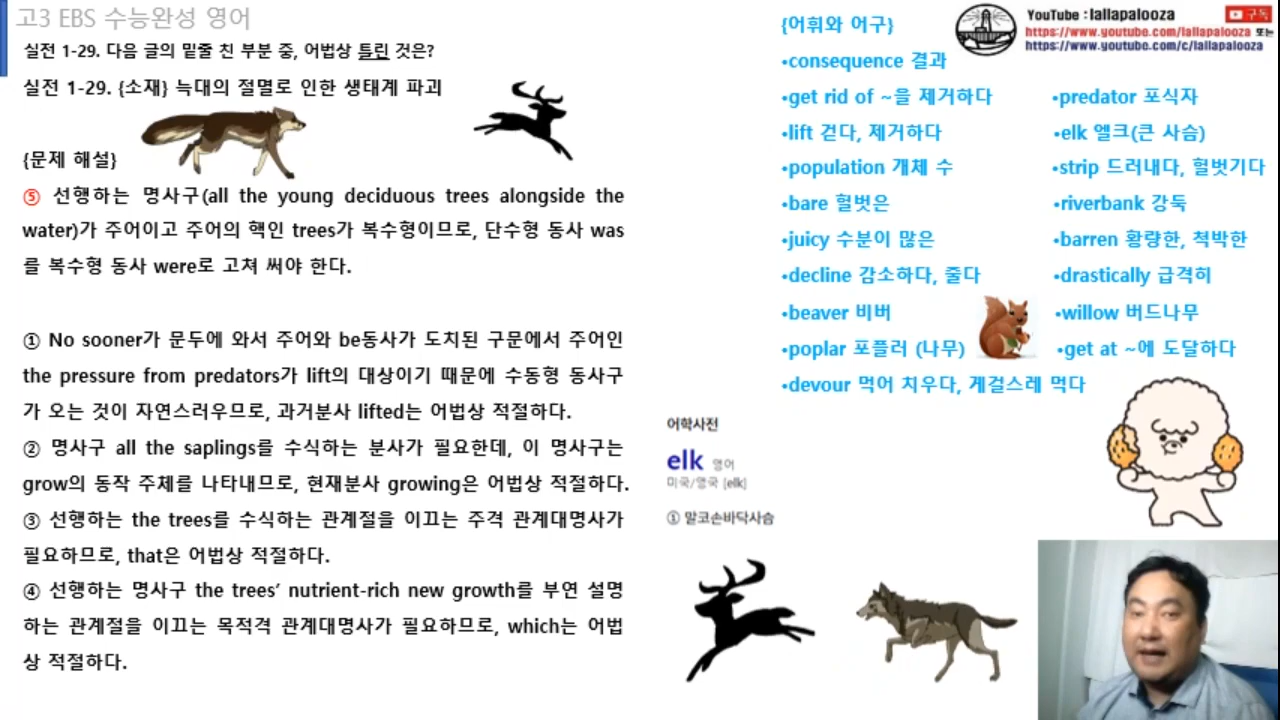 고3 EBS 수능완성 영어
실전 1-29. 다음 글의 밑줄 친 부분 중, 어법상 틀린 것은?
실전 1-29. {소재} 늑대의 절멸로 인한 생태계 파괴
{문제 해설}
⑤ 선행하는 명사구(all the young deciduous trees alongside the
water)가 주어이고 주어의 핵인 trees가 복수형이므로, 단수형 동사 was
를 복수형 동사 were로 고쳐 써야 한다.
① No sooner가 문두에 와서 주어와 be동사가 도치된 구문에서 주어인
the pressure from predators가 lift의 대상이기 때문에 수동형 동사구
가 오는 것이 자연스러우므로, 과거분사 lifted는 어법상 적절하다.
② 명사구 all the saplings를 수식하는 분사가 필요한데, 이 명사구는
grow의 동작 주체를 나타내므로, 현재분사 growing은 어법상 적절하다.
③ 선행하는 the trees를 수식하는 관계절을 이끄는 주격 관계대명사가
필요하므로, that은 어법상 적절하다.
④ 선행하는 명사구 the trees’ nutrient-rich new growth를 부연 설명
하는 관계절을 이끄는 목적격 관계대명사가 필요하므로, which는 어법
상 적절하다.
{어휘와 어구}
•consequence 결과
•get rid of ~을 제거하다 •predator 포식자
•lift 걷다, 제거하다 •elk 엘크(큰 사슴)
•population 개체 수 •strip 드러내다, 헐벗기다
•bare 헐벗은 •riverbank 강둑
•juicy 수분이 많은 •barren 황량한, 척박한
•decline 감소하다, 줄다 •drastically 급격히
•beaver 비버 •willow 버드나무
•poplar 포플러 (나무) •get at ~에 도달하다
•devour 먹어 치우다, 게걸스레 먹다
YouTube : lallapalooza 구독
https://www.youtube.com/lallapalooza 또는
https://www.youtube.com/c/lallapalooza
어학사전
elk 영어
미국/영국 [elk]
① 말코손바닥사슴